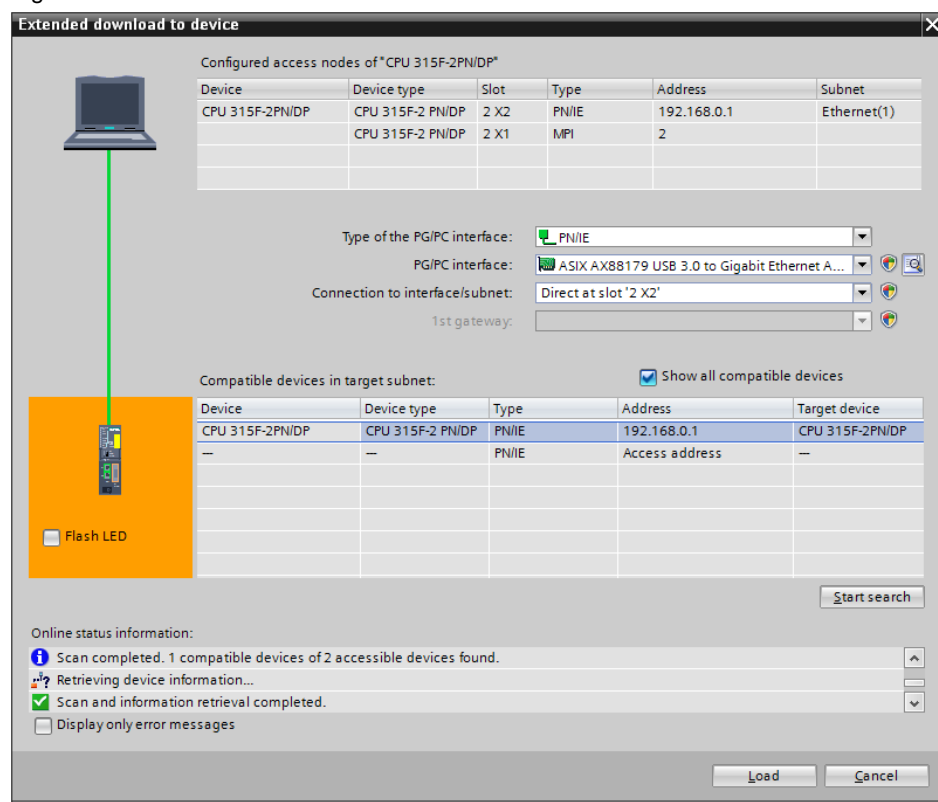 Extended download to device
Configured access nodes of "CPU 315F-2PN/DP"
Device Device type Slot Type Address Subnet
CPU 315F-2PN/DP CPU 315F-2 PN/DP 2 X2 PN/IE 192.168.0.1 Ethernet(1)
CPU 315F-2 PN/DP 2 X1 MPI 2
Type of the PG/PC interface: PN/IE
PG/PC interface: ASIX AX88179 USB 3.0 to Gigabit Ethernet A...
Connection to interface/subnet: Direct at slot '2 X2'
1st gateway:
Compatible devices in target subnet: Show all compatible devices
Device Device type Type Address Target device
CPU 315F-2PN/DP CPU 315F-2 PN/DP PN/IE 192.168.0.1 CPU 315F-2PN/DP
— — PN/IE Access address —
Flash LED
Start search
Online status information:
Scan completed. 1 compatible devices of 2 accessible devices found.
Retrieving device information...
Scan and information retrieval completed.
Display only error messages
Load Cancel